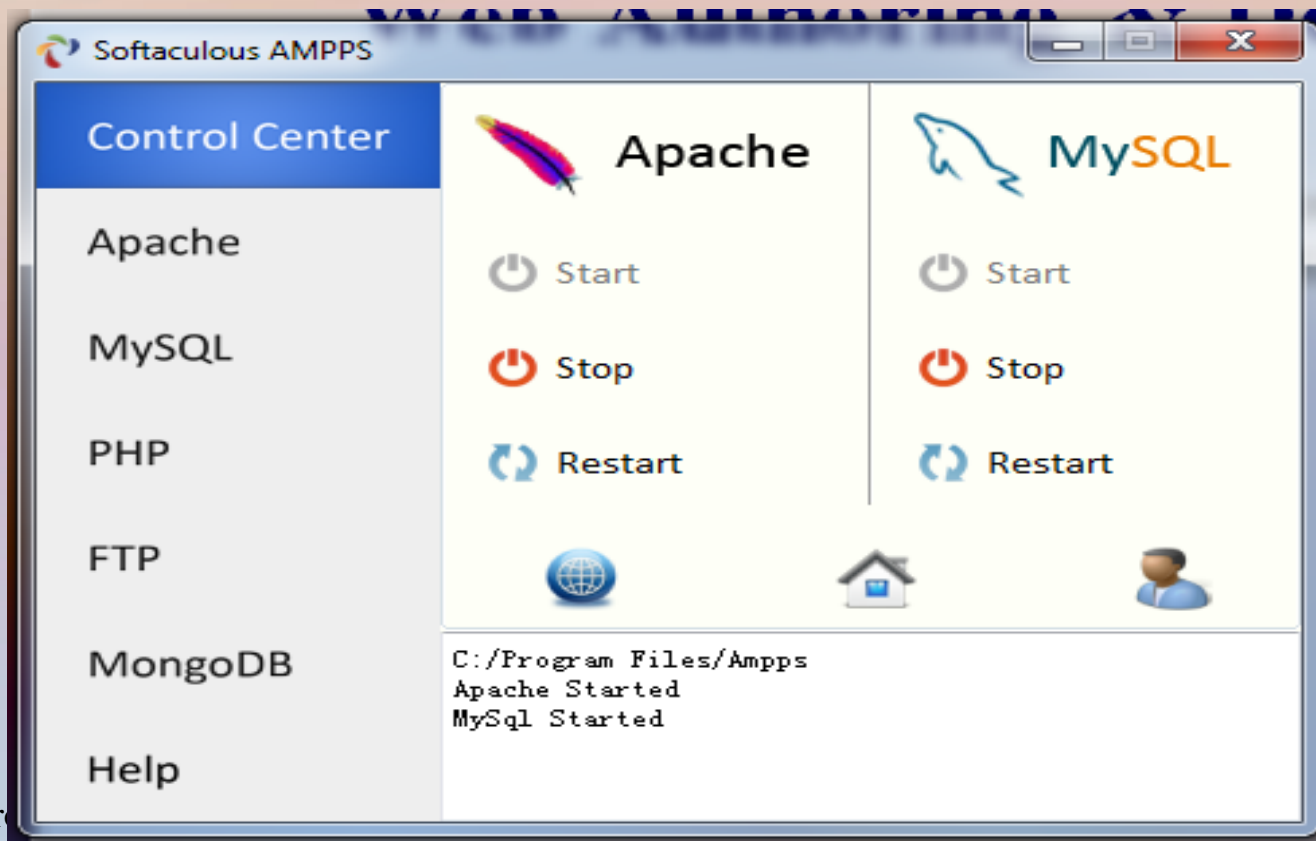 Softaculous AMPPS
Control Center
Apache
MySQL
PHP
FTP
MongoDB
Help
Apache
Start
Stop
Restart
MySQL
Start
Stop
Restart
C:/Program Files/Ampps
Apache Started
MySql Started